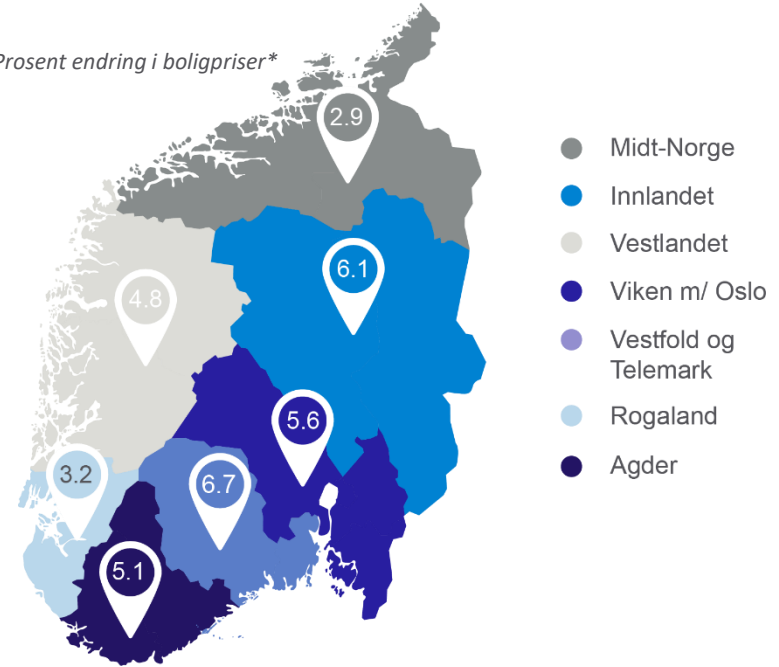 Prosent endring i boligpriser*
2.9
6.1
4.8
5.6
3.2
6.7
5.1
Midt-Norge
Innlandet
Vestlandet
Viken m/ Oslo
Vestfold og
Telemark
Rogaland
Agder